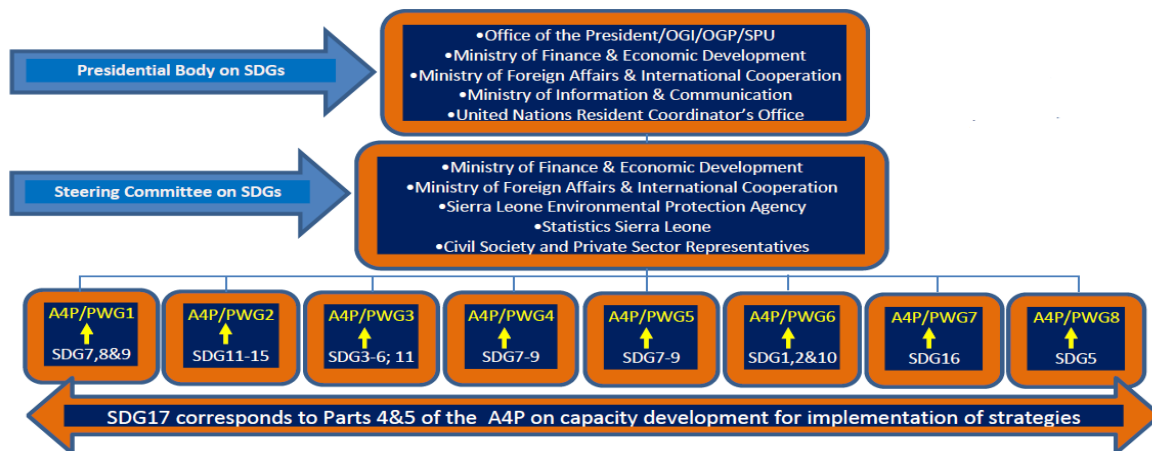 Presidential Body on SDGs
•Office of the President/OGI/OGP/SPU
•Ministry of Finance & Economic Development
•Ministry of Foreign Affairs & International Cooperation
•Ministry of Information & Communication
•United Nations Resident Coordinator's Office
Steering Committee on SDGs
•Ministry of Finance & Economic Development
•Ministry of Foreign Affairs & International Cooperation
•Sierra Leone Environmental Protection Agency
•Statistics Sierra Leone
•Civil Society and Private Sector Representatives
A4P/PWG1
SDG7,8&9
A4P/PWG2
SDG11-15
A4P/PWG3
SDG3-6; 11
A4P/PWG4
SDG7-9
A4P/PWG5
SDG7-9
A4P/PWG6
SDG1,2&10
A4P/PWG7
SDG16
A4P/PWG8
SDG5
SDG17 corresponds to Parts 4&5 of the A4P on capacity development for implementation of strategies